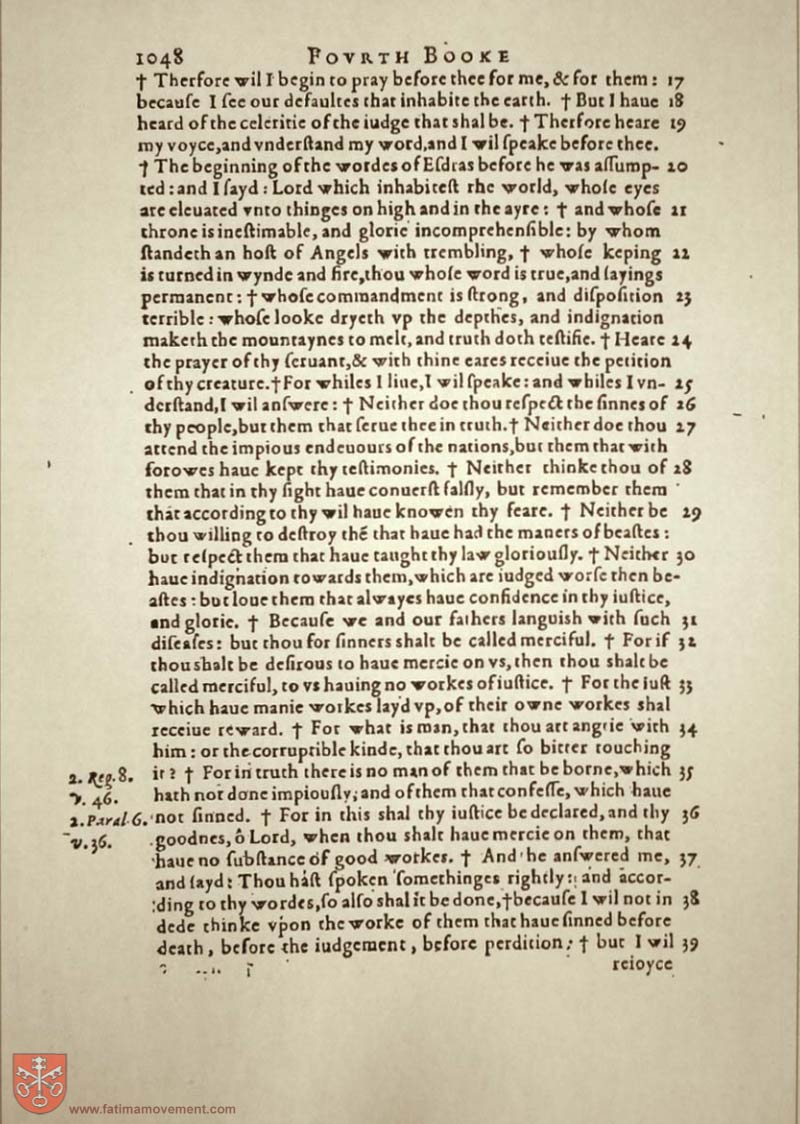 1048 FOVRTH BOOKE
† Therfore wil I begin to pray before thee for me, & for them : 17
becauſe I ſee our defaultes that inhabite the earth. † But I haue 18
heard of the celeritie of the iudge that shal be. † Therfore heare 19
my voyce,and vnderſtand my word,and I wil ſpeake before thee.
† The beginning of the wordes of Eſdras before he was aſſump- 20
ted : and I ſayd : Lord which inhabiteſt rhe world, whoſe eyes
are eleuated vnto thinges on high and in the ayre : † and whoſe 21
throne is ineſtimable, and glorie incomprehenſible: by whom
ſtandeth an hoſt of Angels with trembling, † whoſe keping 22
is turned in wynde and fire,thou whoſe word is true,and ſayings
permanent : † whoſe commandment is ſtrong, and diſpoſition 23
terrible : whoſe looke dryeth vp the depthes, and indignation
maketh the mountaynes to melt, and truth doth teſtifie. † Heare 24
the prayer of thy ſeruant,& with thine eares receiue the petition
of thy creature.†For whiles I liue,I wil ſpeake : and whiles I vn- 25
derſtand,I wil anſwere : † Neither doe thou reſpect the ſinnes of 26
thy people,but them that ſerue thee in truth.† Neither doe thou 27
attend the impious endeuours of the nations,but them that with
ſorowes haue kept thy teſtimonies. † Neither thinke thou of 28
them that in thy ſight haue conuerſt falſly, but remember them
that according to thy wil haue knowen thy feare. † Neither be 29
thou willing to deſtroy thē that haue had the maners of beaſtes :
but reſpect them that haue taught thy law gloriouſly. † Neither 30
haue indignation towards them,which are iudged worſe then be-
aſtes : but loue them that alwayes haue confidence in thy iuſtice,
and glorie. † Becauſe we and our fathers languish with ſuch 31
diſeaſes: but thou for ſinners shalt be called merciful. † For if 32
thou shalt be deſirous to haue mercie on vs, then thou shalt be
called merciful, to vs hauing no workes of iuſtice. † For the iuſt 33
which haue manie workes layd vp, of their owne workes shal
receiue reward. † For what is man, that thou art angrie with 34
him : or the corruptible kinde, that thou art ſo bitter touching
2. Reg. 8. it ? † For in truth there is no man of them that be borne,which 35
v. 46. hath not done impiouſly, and of them that confeſſe, which haue
2. Paral. 6. not ſinned. † For in this shal thy iuſtice be declared, and thy 36
v. 36. goodnes, ô Lord, when thou shalt haue mercie on them, that
haue no ſubſtance of good workes. † And he anſwered me, 37
and ſayd : Thou haſt ſpoken ſomethinges rightly : and accor-
ding to thy wordes, ſo alſo shal it be done,†becauſe I wil not in 38
dede thinke vpon the worke of them that haue ſinned before
death, before the iudgement, before perdition : † but I wil 39
reioyce
www.fatimamovement.com